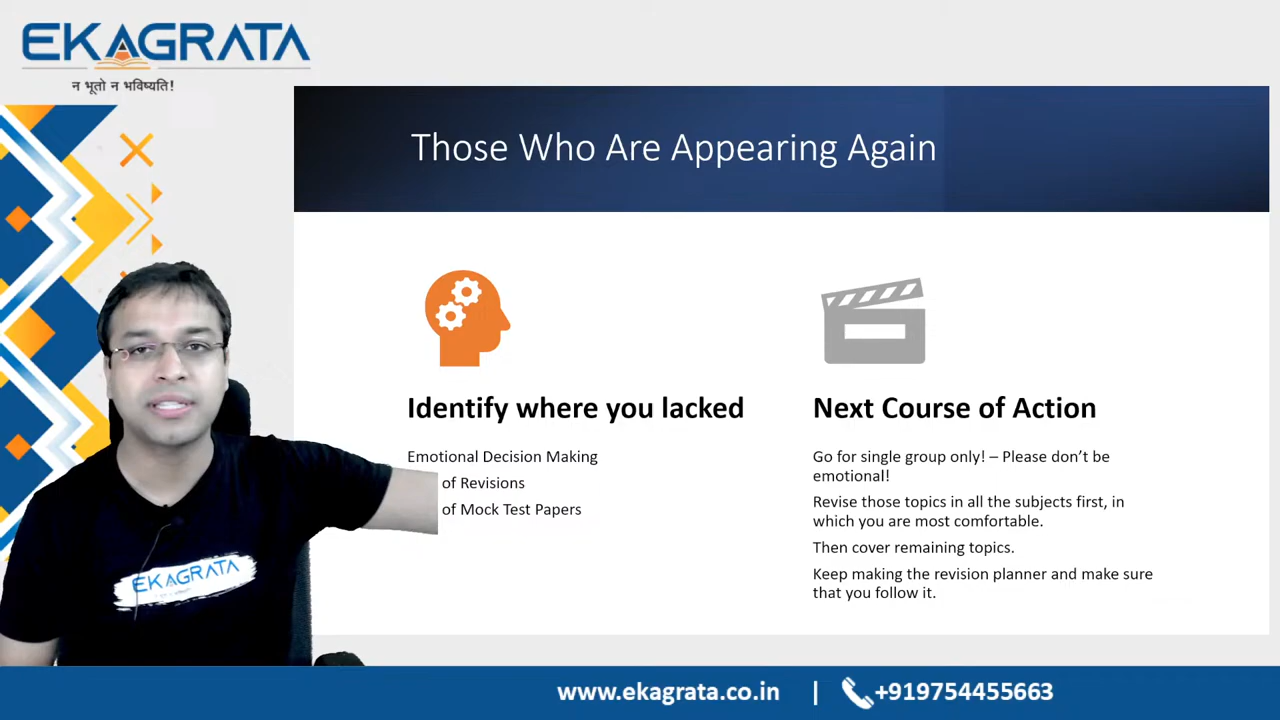 EKAGRATA
न भूतो न भविष्यति!
Those Who Are Appearing Again
Identify where you lacked
Emotional Decision Making
of Revisions
of Mock Test Papers
Next Course of Action
Go for single group only! – Please don't be
emotional!
Revise those topics in all the subjects first, in
which you are most comfortable.
Then cover remaining topics.
Keep making the revision planner and make sure
that you follow it.
EKAGRATA
www.ekagrata.co.in | +919754455663